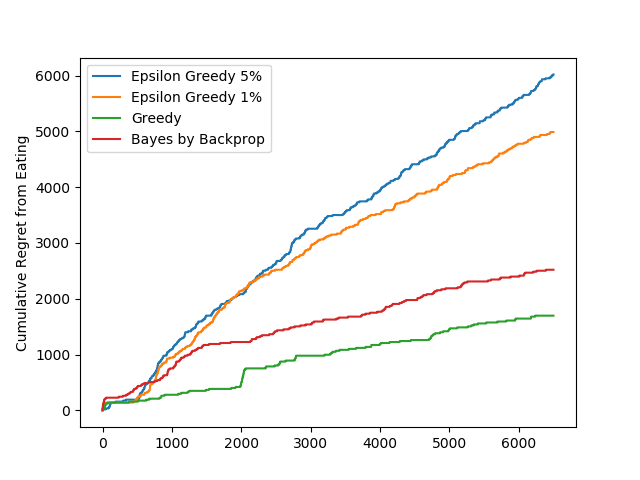 Epsilon Greedy 5%
Epsilon Greedy 1%
Greedy
Bayes by Backprop
Cumulative Regret from Eating
6000
5000
4000
3000
2000
1000
0
0 1000 2000 3000 4000 5000 6000